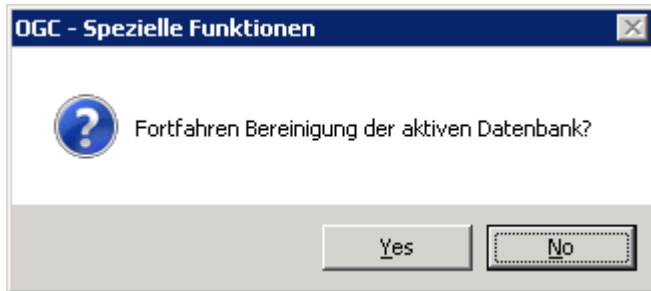 OGC - Spezielle Funktionen
Fortfahren Bereinigung der aktiven Datenbank?
Yes No